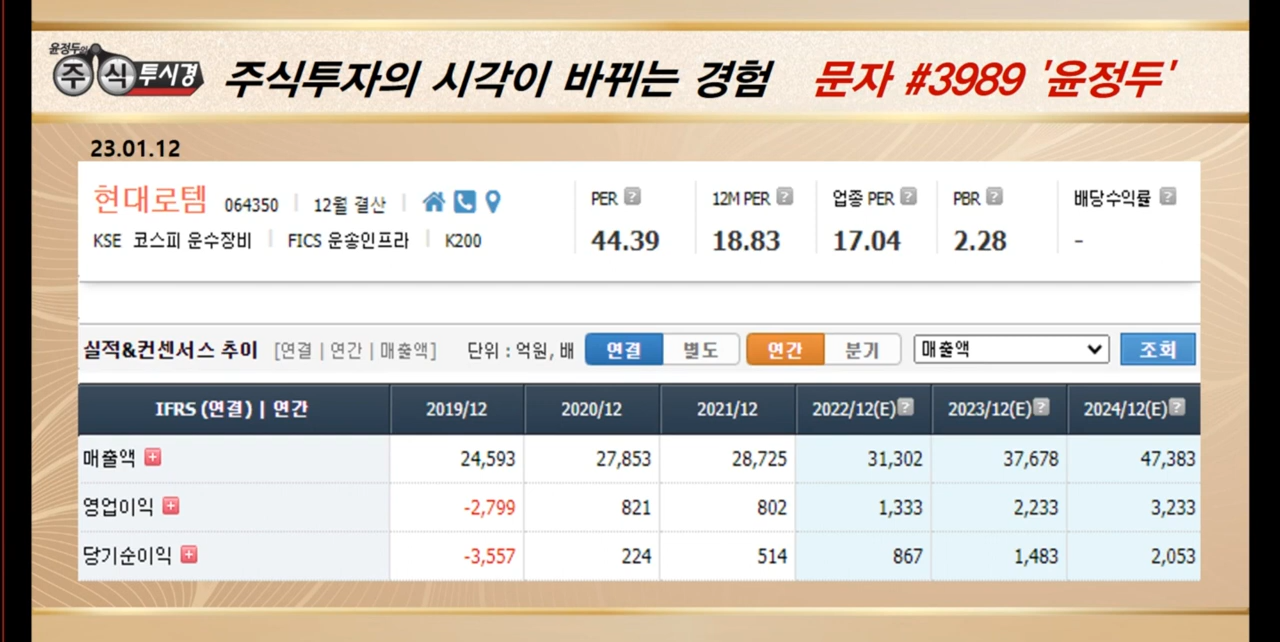 윤정두의
주식투시경
주식투자의 시각이 바뀌는 경험 문자 #3989 '윤정두'
23.01.12
현대로템 064350 | 12월 결산 |
KSE 코스피 운수장비 | FICS 운송인프라 | K200
PER ? 12M PER ? 업종 PER ? PBR ? 배당수익률 ?
44.39 18.83 17.04 2.28 -
실적&컨센서스 추이 [연결 | 연간 | 매출액] 단위 : 억원, 배 연결 별도 연간 분기 매출액 조회
IFRS (연결) | 연간 2019/12 2020/12 2021/12 2022/12(E) ? 2023/12(E) ? 2024/12(E) ?
매출액 + 24,593 27,853 28,725 31,302 37,678 47,383
영업이익 + -2,799 821 802 1,333 2,233 3,233
당기순이익 + -3,557 224 514 867 1,483 2,053